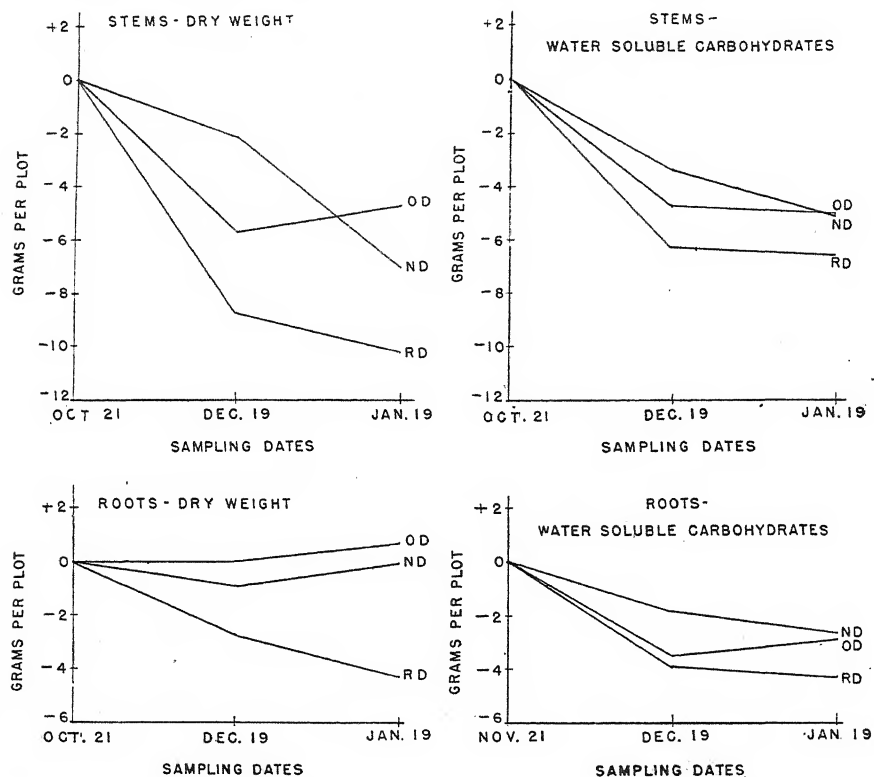 STEMS - DRY WEIGHT
+2
0
-2
-4
-6
-8
-10
-12
GRAMS PER PLOT
OD
ND
RD
OCT 21
DEC. 19
JAN. 19
SAMPLING DATES
STEMS-
WATER SOLUBLE CARBOHYDRATES
+2
0
-2
-4
-6
-8
-10
-12
GRAMS PER PLOT
OD
ND
RD
OCT. 21
DEC. 19
JAN. 19
SAMPLING DATES
ROOTS - DRY WEIGHT
+2
0
-2
-4
-6
GRAMS PER PLOT
OD
ND
RD
OCT. 21
DEC. 19
JAN. 19
SAMPLING DATES
ROOTS-
WATER SOLUBLE CARBOHYDRATES
+2
0
-2
-4
-6
GRAMS PER PLOT
ND
OD
RD
NOV. 21
DEC. 19
JAN. 19
SAMPLING DATES